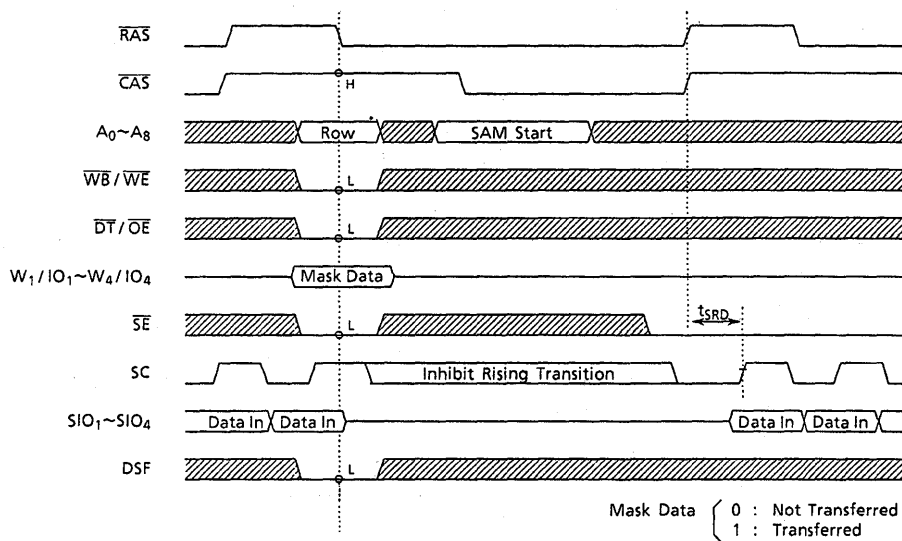 RAS
CAS
H
A0~A8
Row
SAM Start
WB/WE
L
DT/OE
L
W1/IO1~W4/IO4
Mask Data
SE
L
tSRD
SC
Inhibit Rising Transition
SIO1~SIO4
Data In
Data In
Data In
Data In
DSF
L
Mask Data
0 : Not Transferred
1 : Transferred